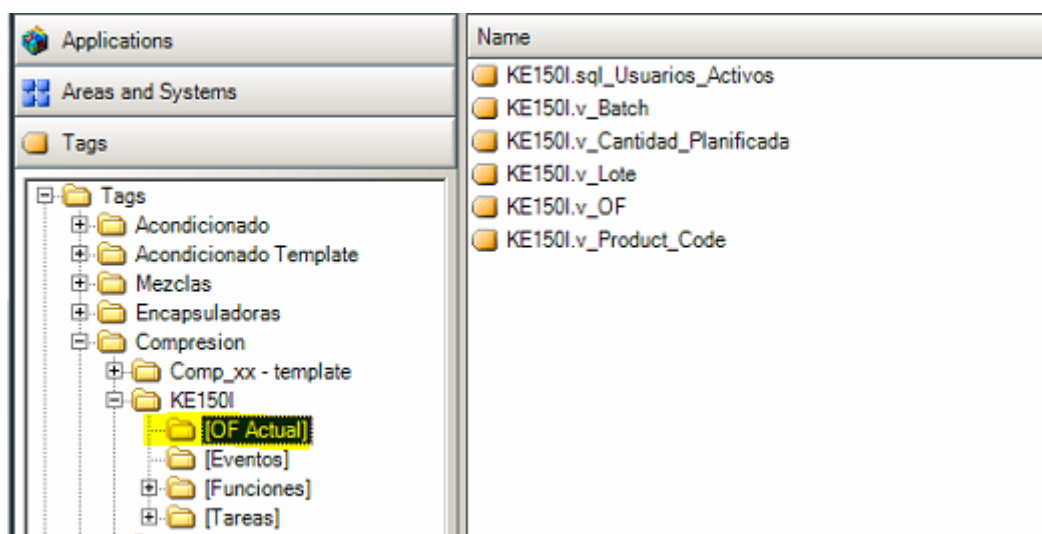 Applications
Areas and Systems
Tags
Tags
Acondicionado
Acondicionado Template
Mezclas
Encapsuladoras
Compresion
Comp_xx - template
KE150I
[OF Actual]
[Eventos]
[Funciones]
[Tareas]
Name
KE150I.sql_Usuarios_Activos
KE150I.v_Batch
KE150I.v_Cantidad_Planificada
KE150I.v_Lote
KE150I.v_OF
KE150I.v_Product_Code